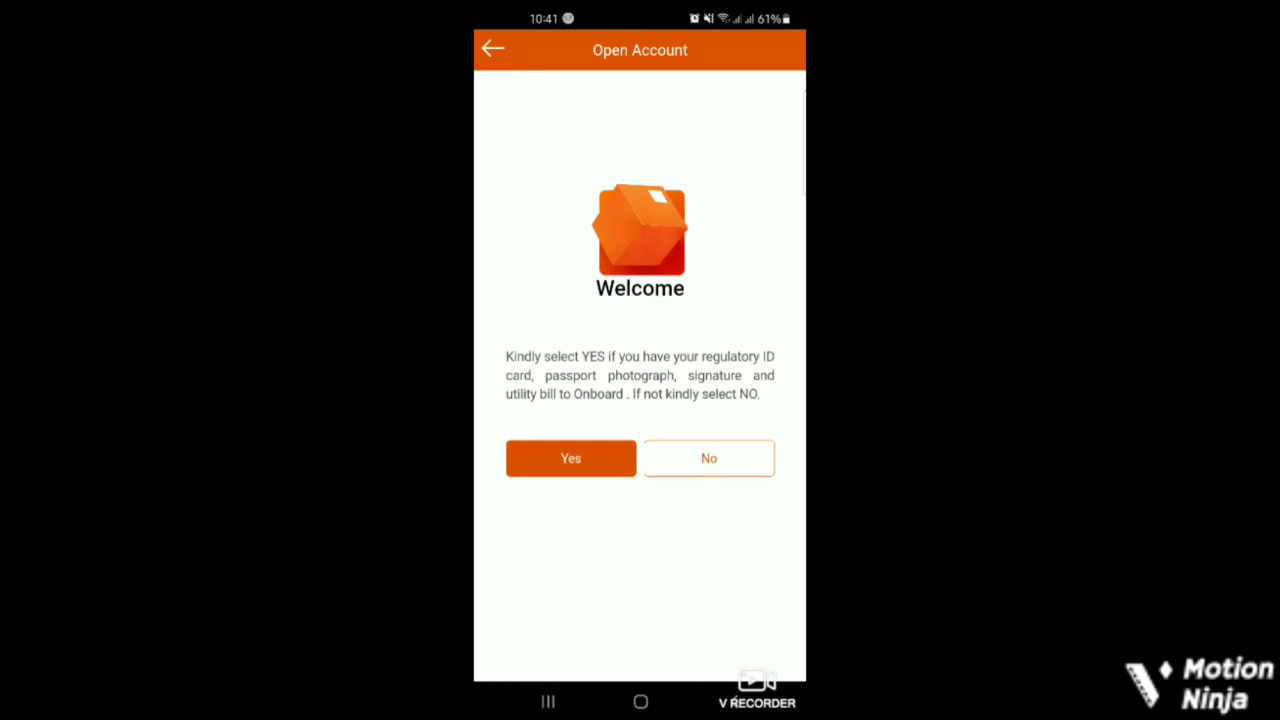 10:41
61%
Open Account
Welcome
Kindly select YES if you have your regulatory ID
card, passport photograph, signature and
utility bill to Onboard . If not kindly select NO.
Yes
No
V RECORDER
Motion
Ninja